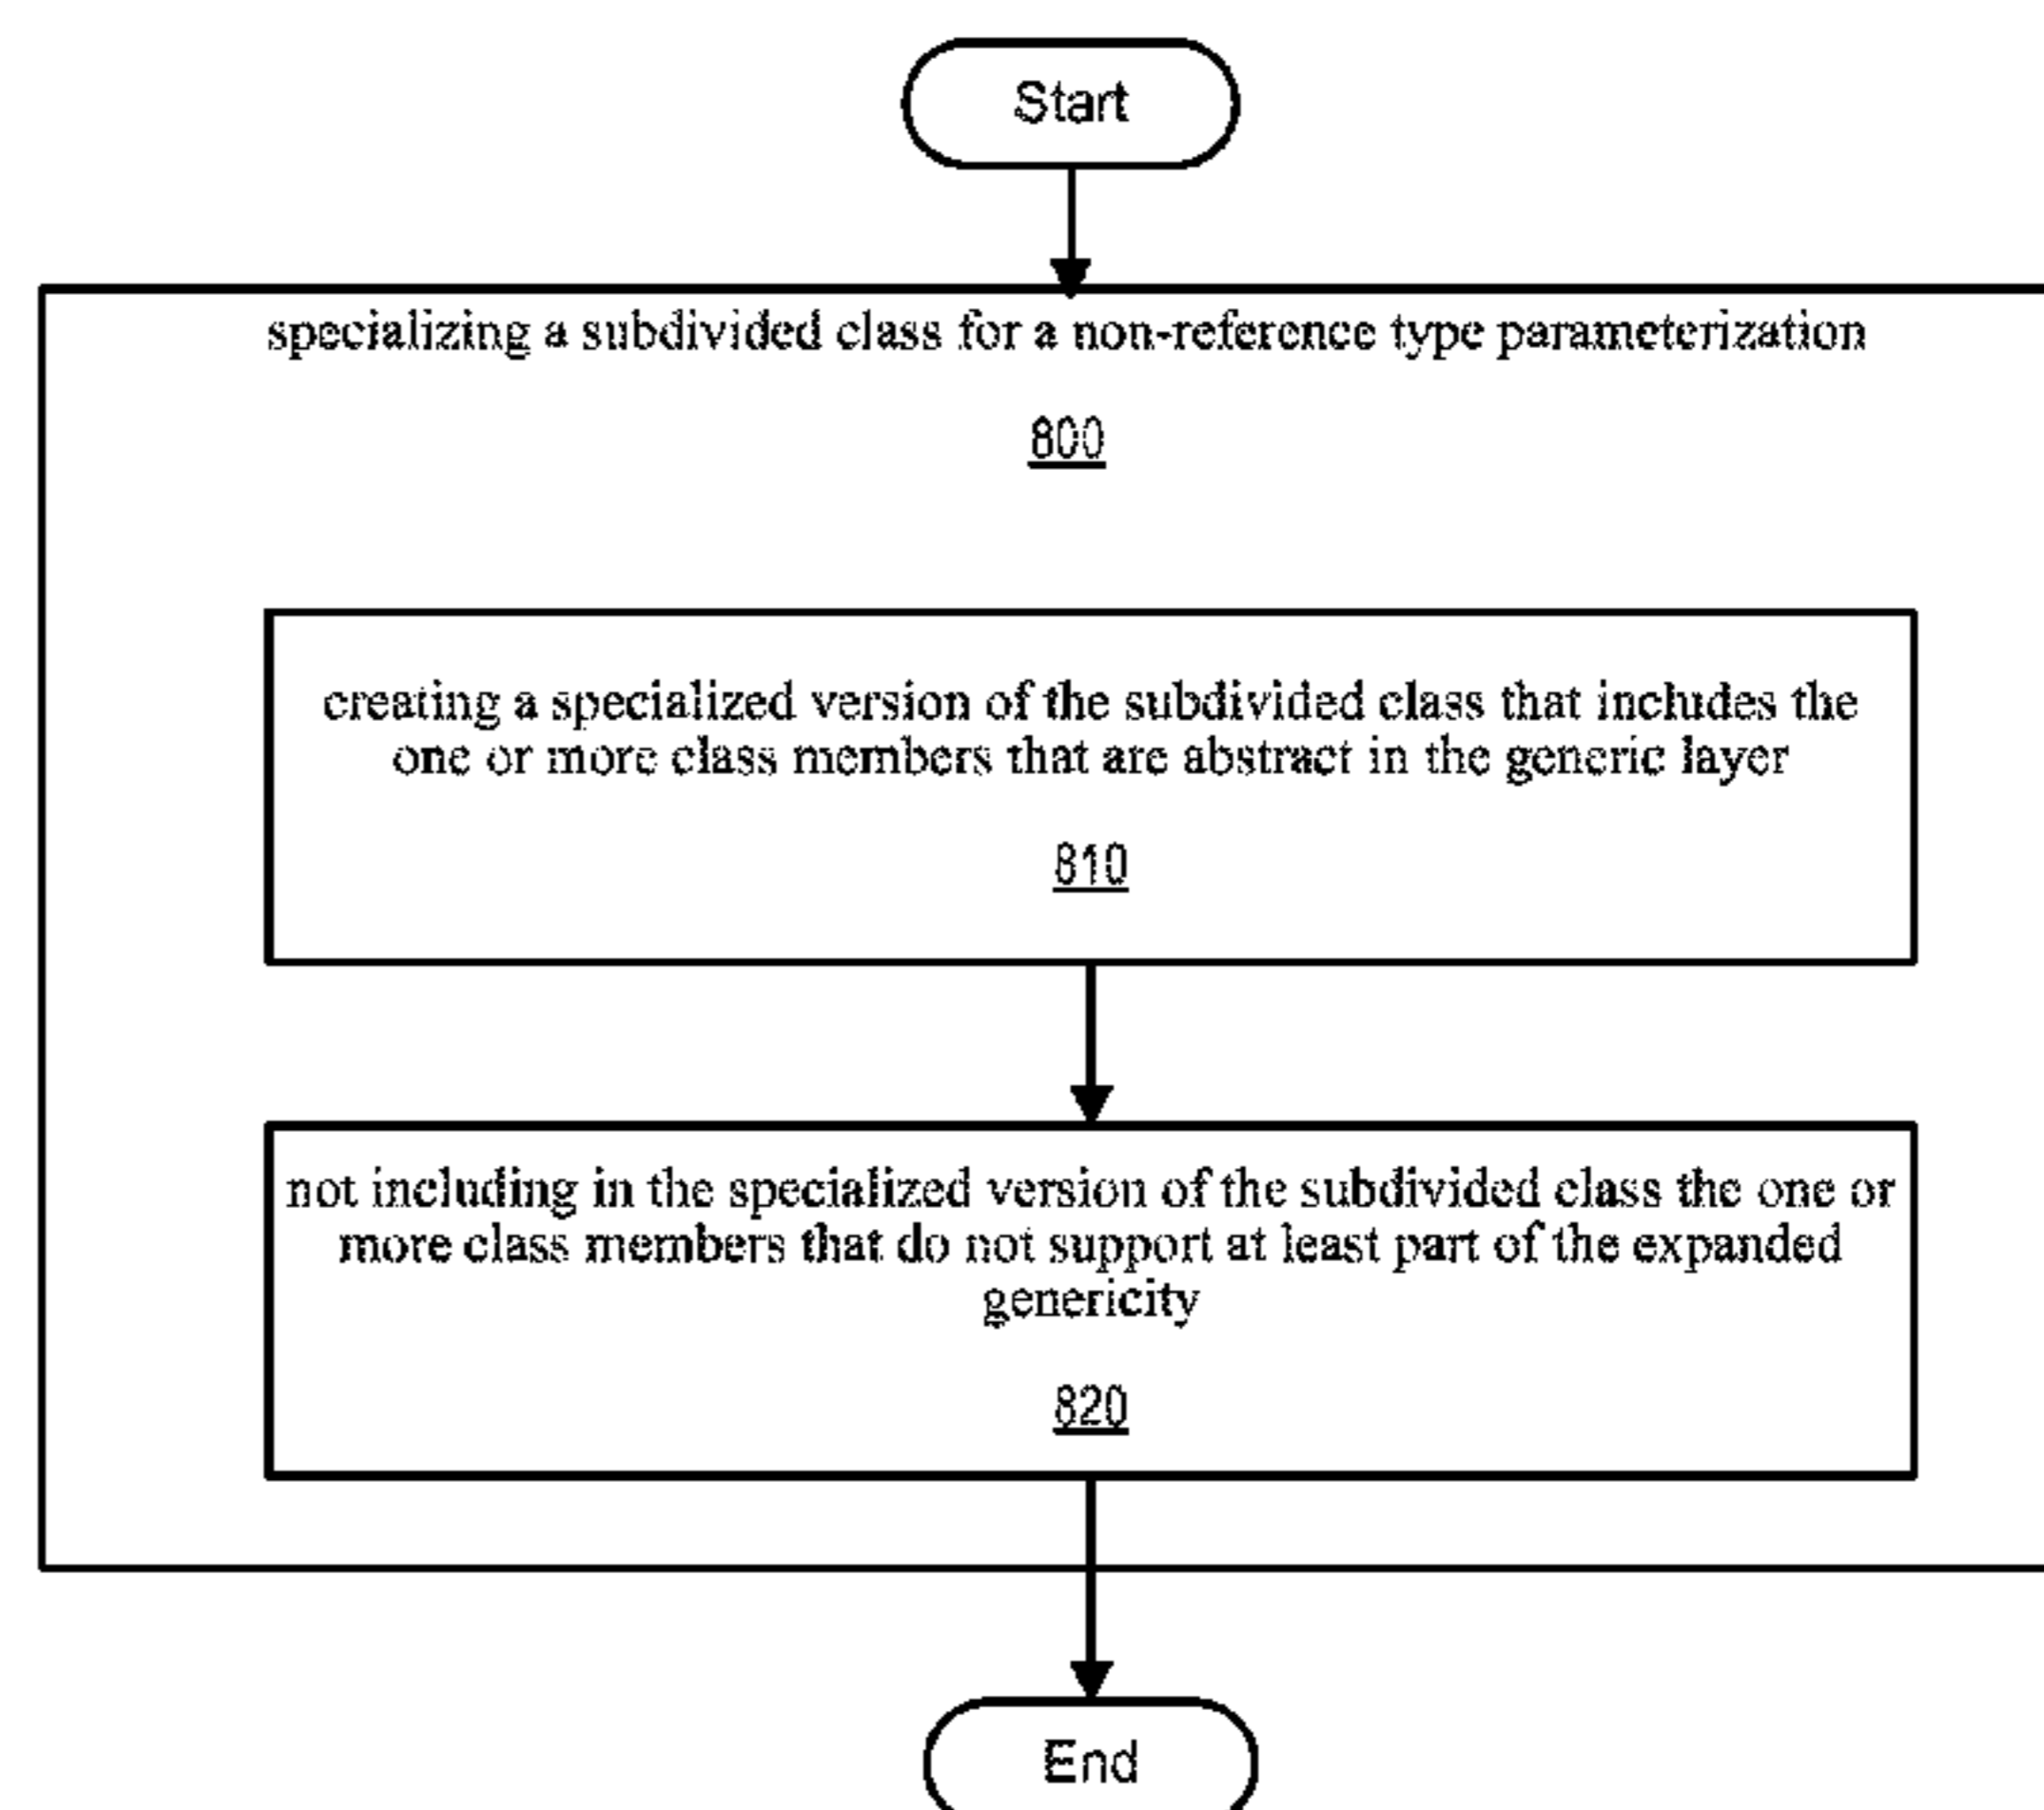 Start
specializing a subdivided class for a non-reference type parameterization
800
creating a specialized version of the subdivided class that includes the
one or more class members that are abstract in the generic layer
810
not including in the specialized version of the subdivided class the one or
more class members that do not support at least part of the expanded
genericity
820
End